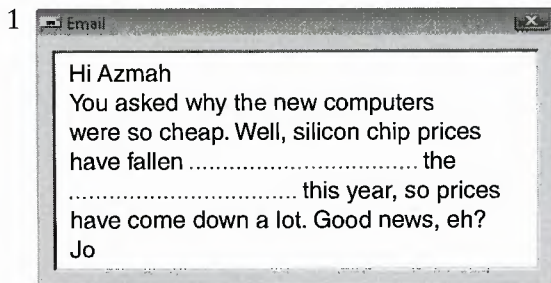 1
Email
Hi Azmah
You asked why the new computers
were so cheap. Well, silicon chip prices
have fallen ................................. the
................................. this year, so prices
have come down a lot. Good news, eh?
Jo